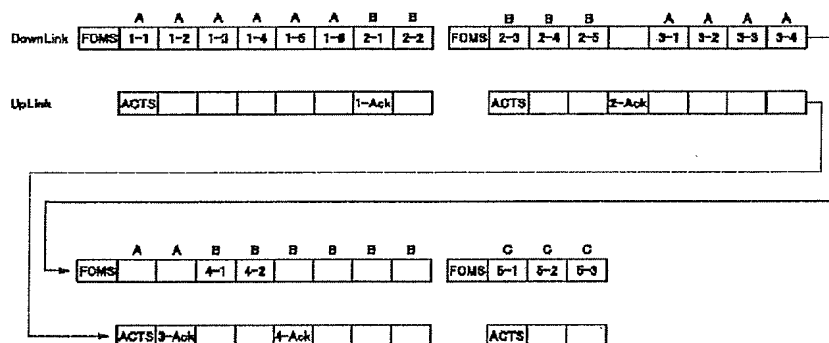 A A A A A A B B B B B A A A A
DownLink FOMS 1-1 1-2 1-3 1-4 1-5 1-6 2-1 2-2 FOMS 2-3 2-4 2-5 3-1 3-2 3-3 3-4
UpLink ACTS 1-Ack ACTS 2-Ack
A A B B B B B B C C C
FOMS 4-1 4-2 FOMS 5-1 5-2 5-3
ACTS 3-Ack 4-Ack ACTS